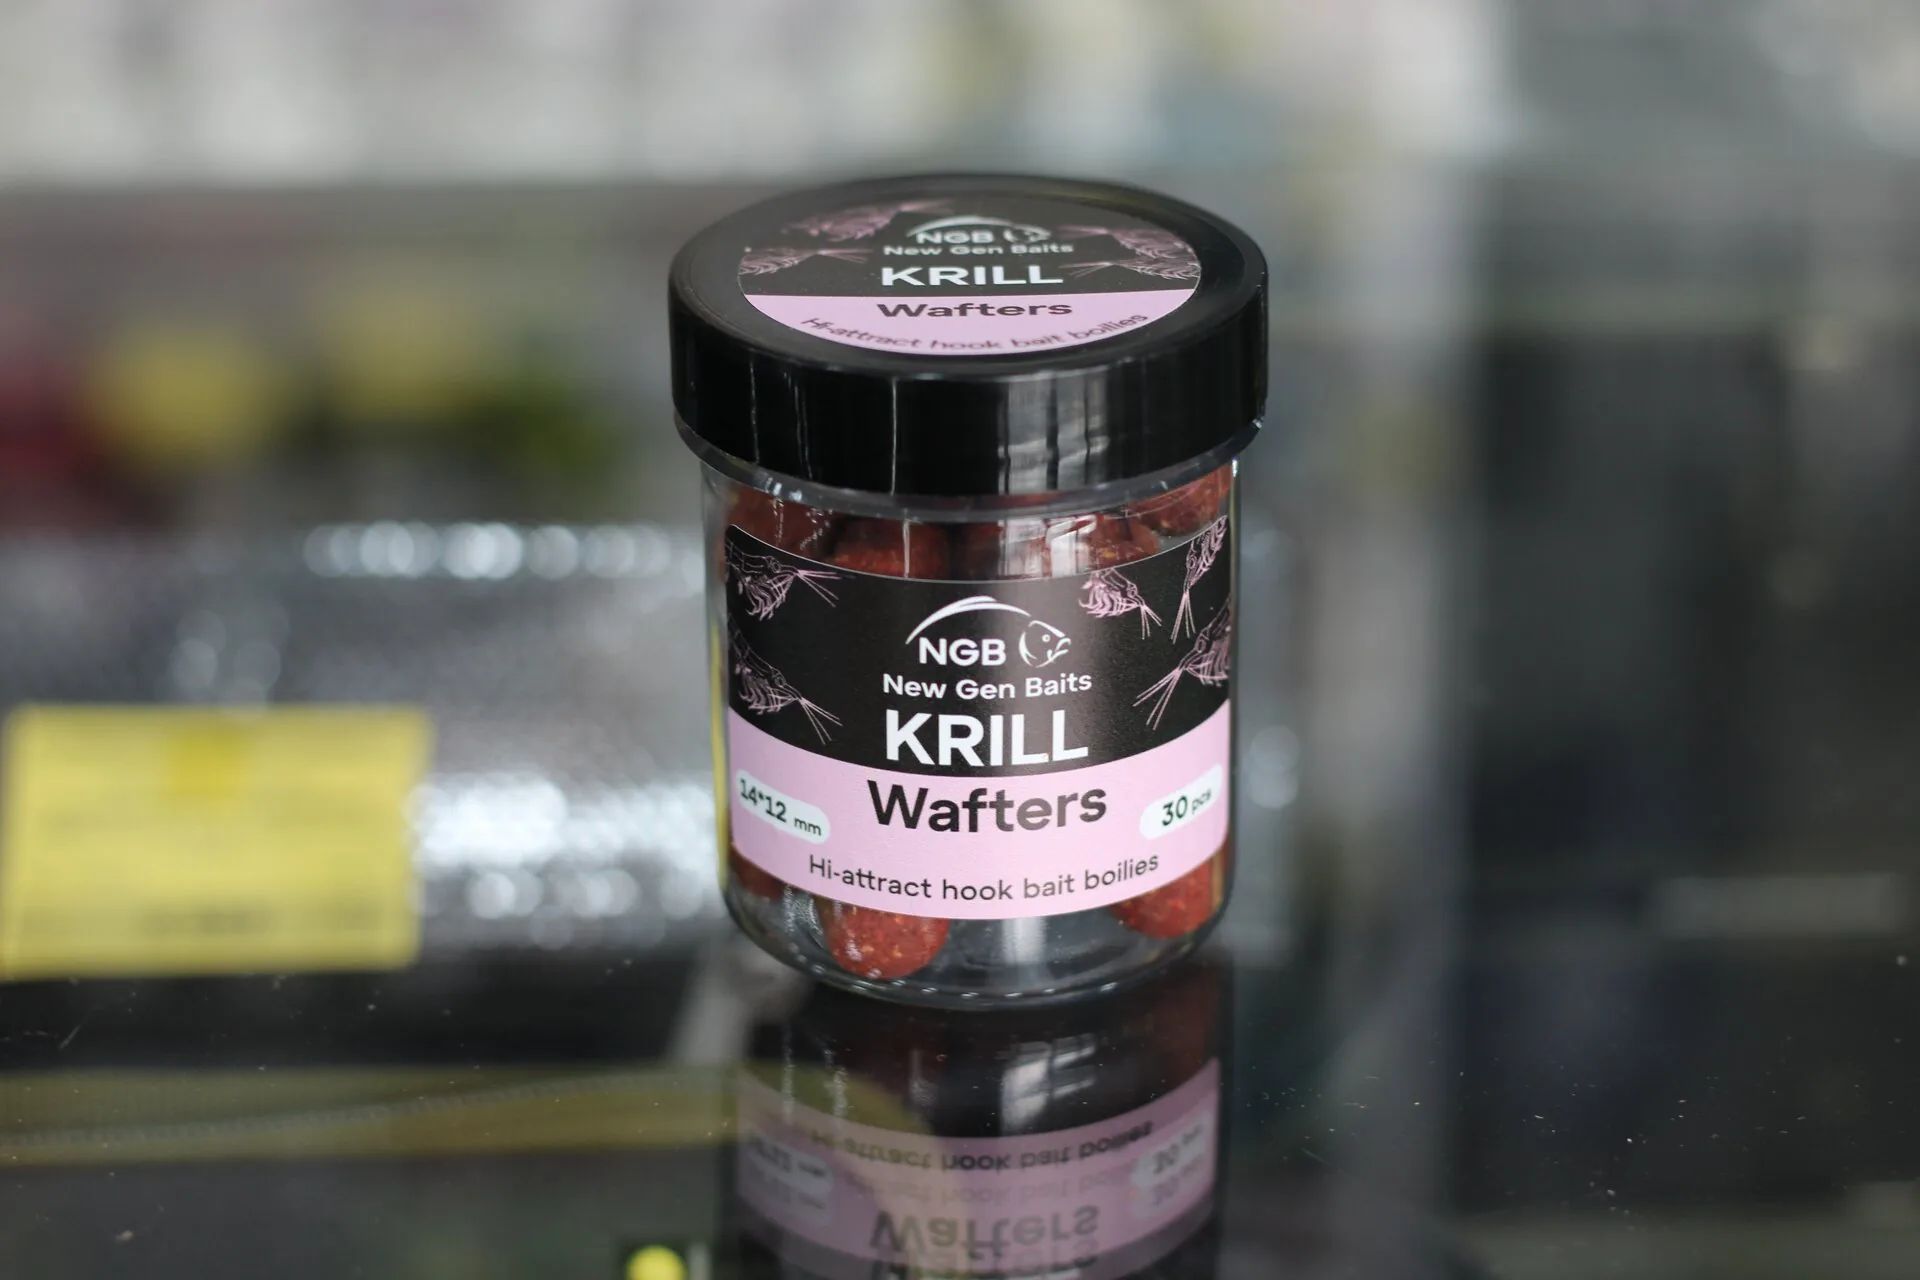 NGB
New Gen Baits
KRILL
Wafters
Hi-attract hook bait boilies
NGB
New Gen Baits
KRILL
Wafters
14*12 mm
30 pcs
Hi-attract hook bait boilies